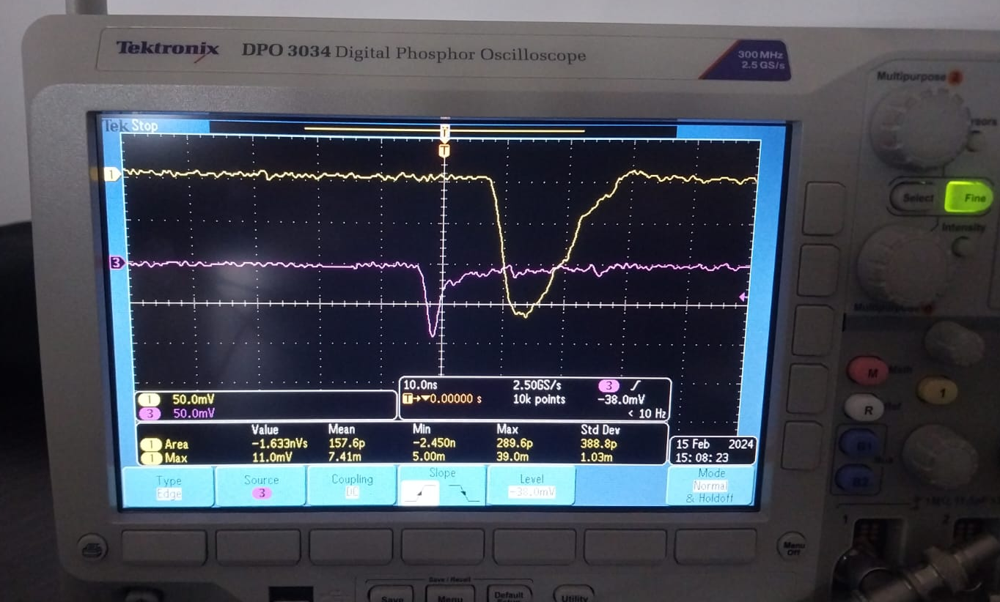 Tektronix DPO 3034 Digital Phosphor Oscilloscope
300 MHz
2.5 GS/s
Multipurpose 2
Tek Stop
T
T
1
3
Select
Fine
Intensity
10.0ns 2.50GS/s 3
T→▼0.00000 s 10k points -38.0mV
< 10 Hz
1 50.0mV
3 50.0mV
Value Mean Min Max Std Dev
1 Area -1.633nVs 157.6p -2.450n 289.6p 388.8p
1 Max 11.0mV 7.41m 5.00m 39.0m 1.03m
15 Feb 2024
15:08:23
Type
Edge
Source
3
Coupling
DC
Slope
Level
-38.0mV
Mode
Normal
& Holdoff
M
R
B1
B2
1
Menu
Off
1
2
Save / Recall
Save
Menu
Default
Utility